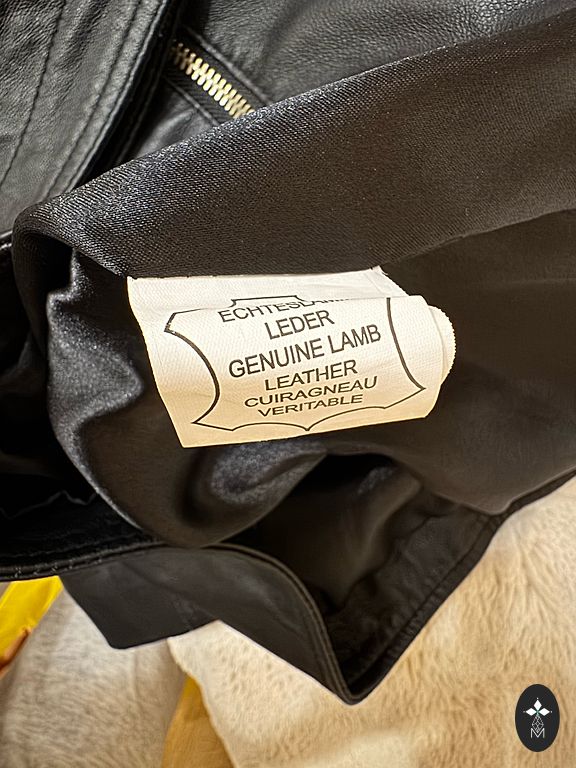 LEDER
GENUINE LAMB
LEATHER
CUIRAGNEAU
VERITABLE
M